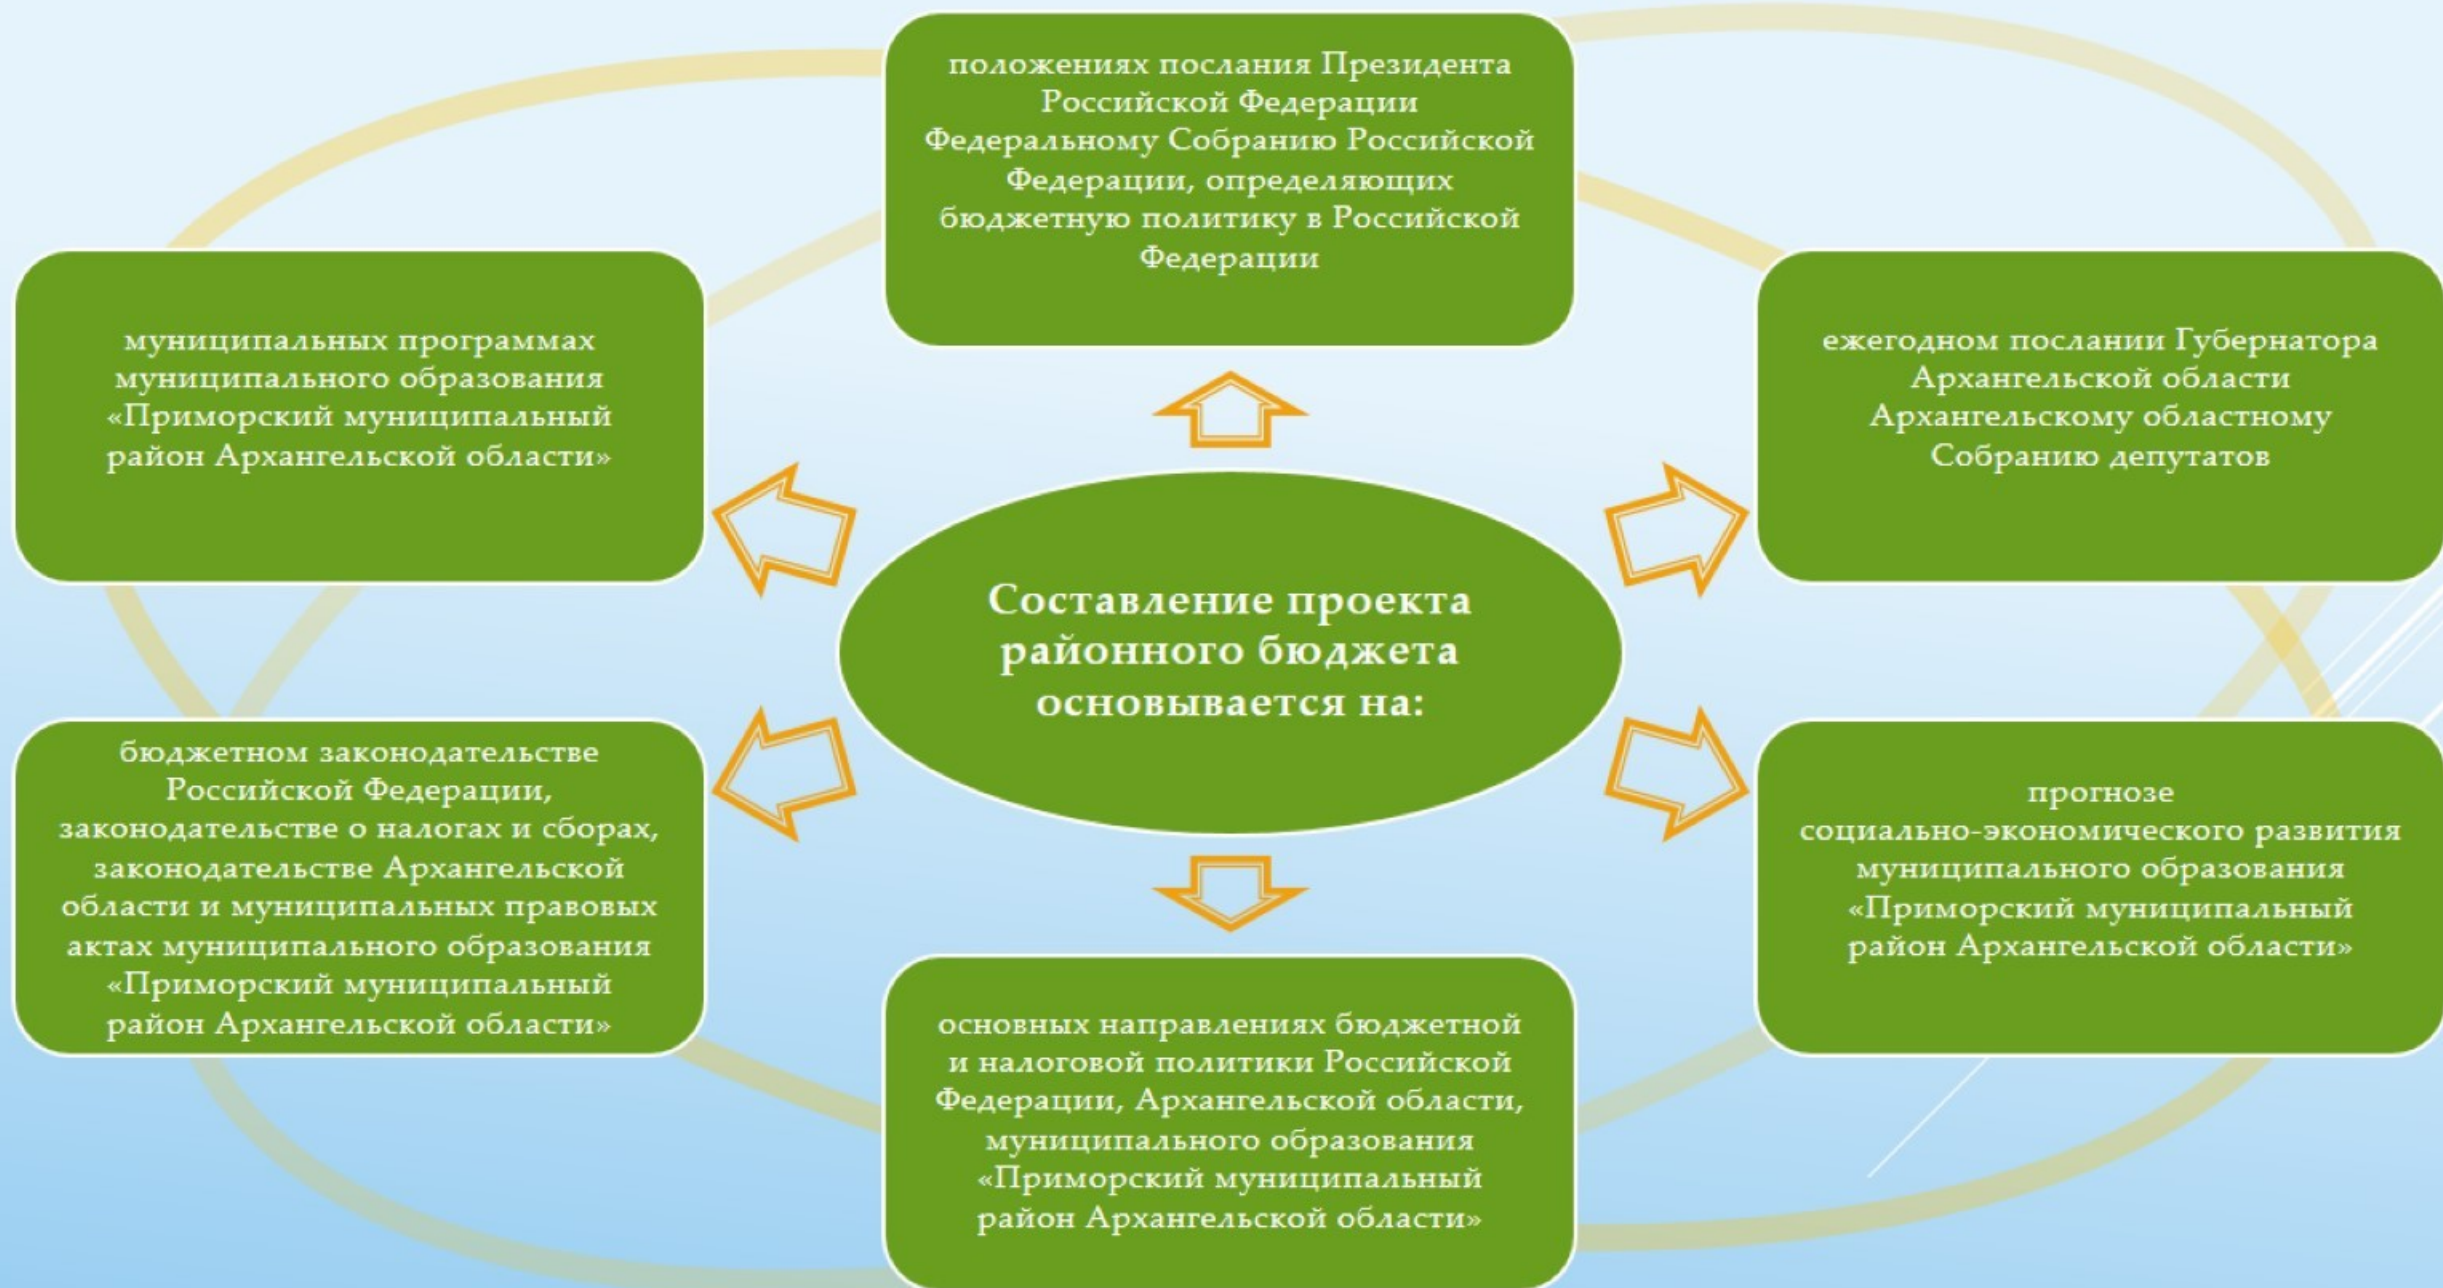 положениях послания Президента
Российской Федерации
Федеральному Собранию Российской
Федерации, определяющих
бюджетную политику в Российской
Федерации
муниципальных программах
муниципального образования
«Приморский муниципальный
район Архангельской области»
ежегодном послании Губернатора
Архангельской области
Архангельскому областному
Собранию депутатов
Составление проекта
районного бюджета
основывается на:
бюджетном законодательстве
Российской Федерации,
законодательстве о налогах и сборах,
законодательстве Архангельской
области и муниципальных правовых
актах муниципального образования
«Приморский муниципальный
район Архангельской области»
прогнозе
социально-экономического развития
муниципального образования
«Приморский муниципальный
район Архангельской области»
основных направлениях бюджетной
и налоговой политики Российской
Федерации, Архангельской области,
муниципального образования
«Приморский муниципальный
район Архангельской области»